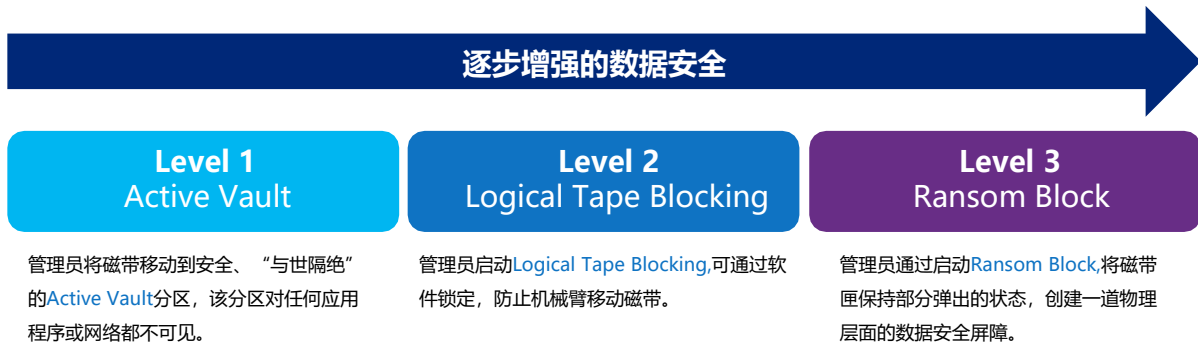 逐步增强的数据安全
Level 1
Active Vault
管理员将磁带移动到安全、“与世隔绝”
的Active Vault分区，该分区对任何应用
程序或网络都不可见。
Level 2
Logical Tape Blocking
管理员启动Logical Tape Blocking,可通过软
件锁定，防止机械臂移动磁带。
Level 3
Ransom Block
管理员通过启动Ransom Block,将磁带
匣保持部分弹出的状态，创建一道物理
层面的数据安全屏障。